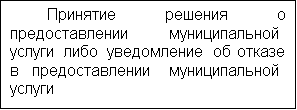 Принятие решения о
предоставлении муниципальной
услуги либо уведомление об отказе
в предоставлении муниципальной
услуги